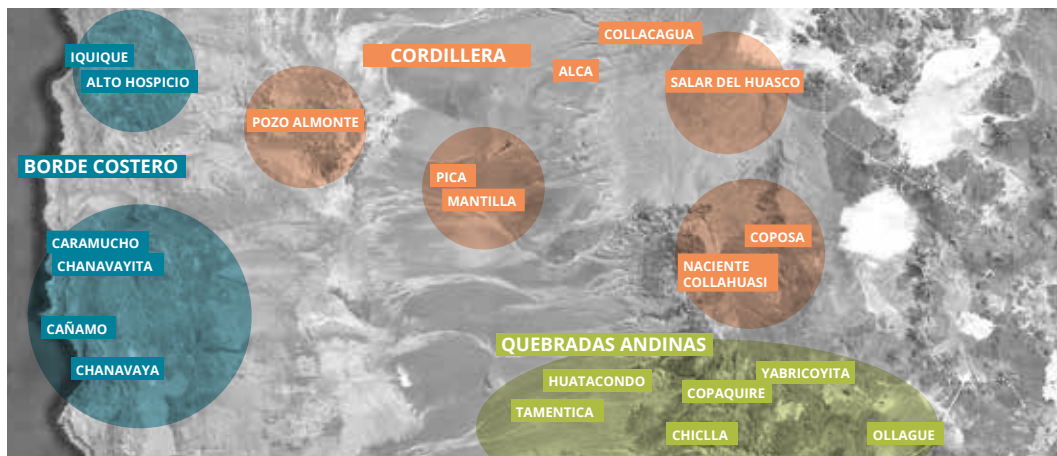 COLLACAGUA
IQUIQUE
CORDILLERA
ALCA
ALTO HOSPICIO
SALAR DEL HUASCO
POZO ALMONTE
BORDE COSTERO
PICA
MANTILLA
CARAMUCHO
CHANAVAYITA
COPOSA
NACIENTE
COLLAHUASI
CAÑAMO
QUEBRADAS ANDINAS
CHANAVAYA
HUATACONDO
YABRICOYITA
COPAQUIRE
TAMENTICA
CHICLLA
OLLAGUE